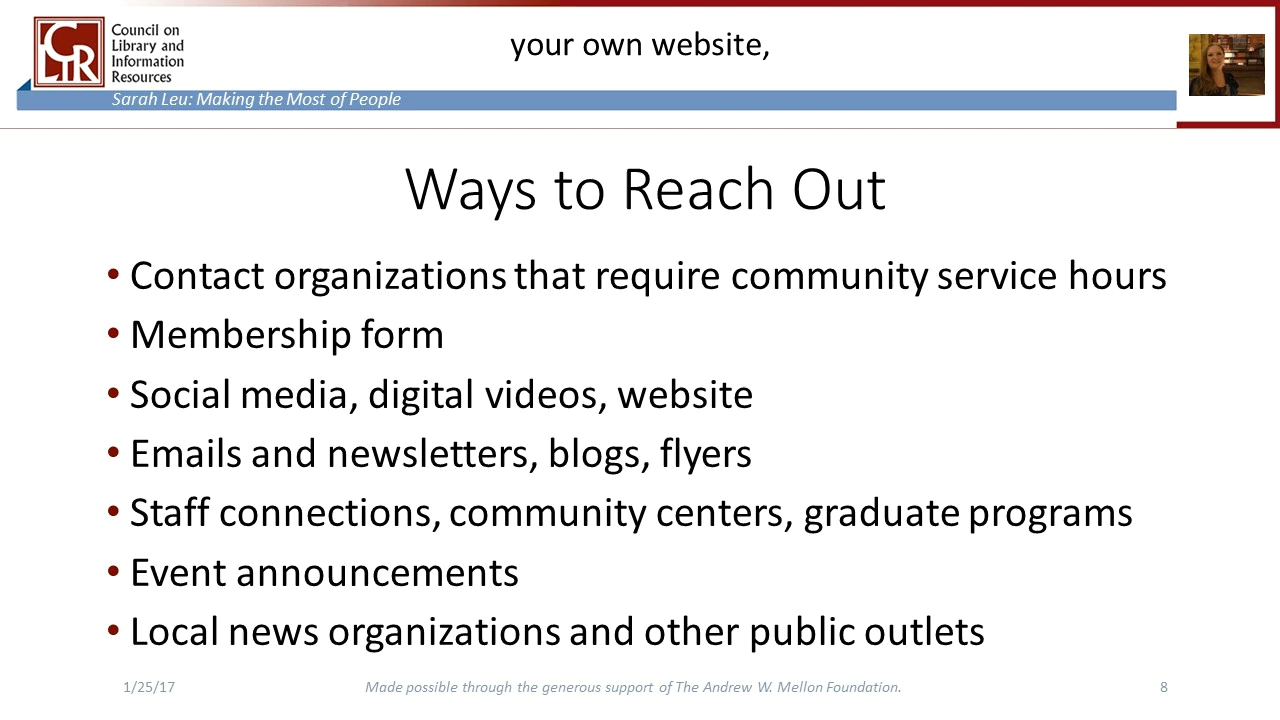 CLIR
Council on
Library and
Information
Resources
your own website,
Sarah Leu: Making the Most of People
Ways to Reach Out
• Contact organizations that require community service hours
• Membership form
• Social media, digital videos, website
• Emails and newsletters, blogs, flyers
• Staff connections, community centers, graduate programs
• Event announcements
• Local news organizations and other public outlets
1/25/17
Made possible through the generous support of The Andrew W. Mellon Foundation.
8